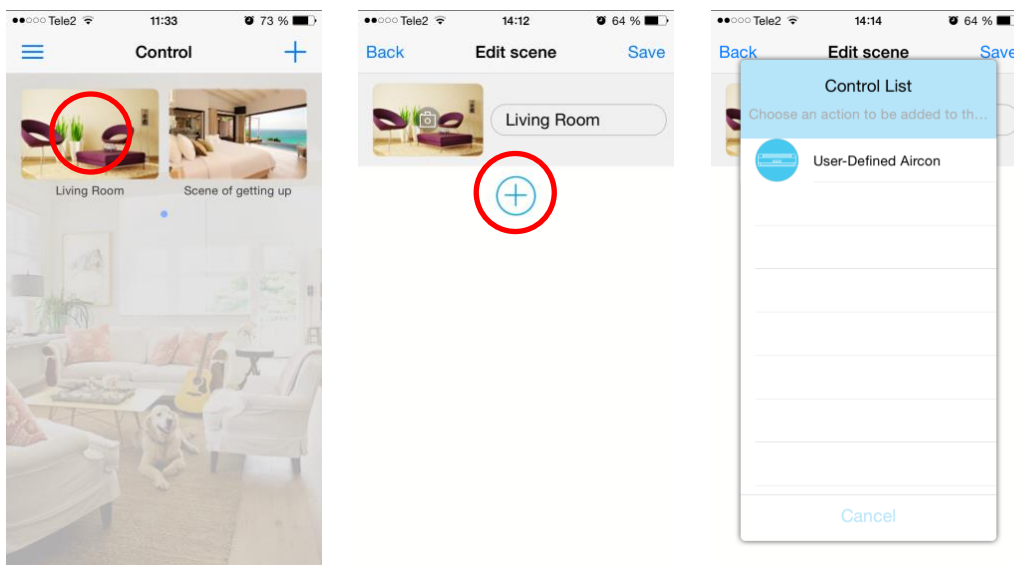 Tele2 11:33 73 %
Control
Living Room
Scene of getting up
Tele2 14:12 64 %
Back Edit scene Save
Living Room
Tele2 14:14 64 %
Back Edit scene Save
Control List
Choose an action to be added to th...
User-Defined Aircon
Cancel